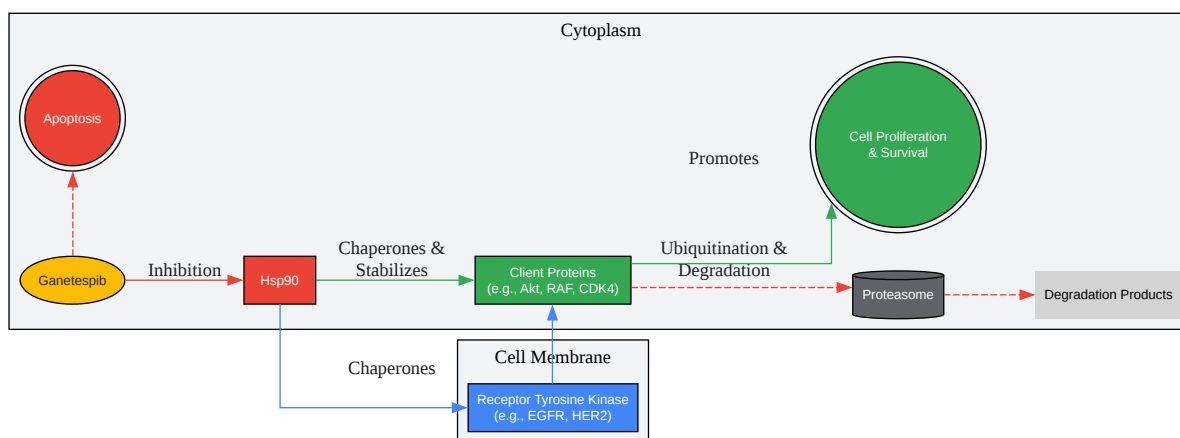 Cytoplasm
Apoptosis
Cell Proliferation
& Survival
Promotes
Ganetespib
Inhibition
Hsp90
Chaperones &
Stabilizes
Client Proteins
(e.g., Akt, RAF, CDK4)
Ubiquitination &
Degradation
Proteasome
Degradation Products
Chaperones
Cell Membrane
Receptor Tyrosine Kinase
(e.g., EGFR, HER2)